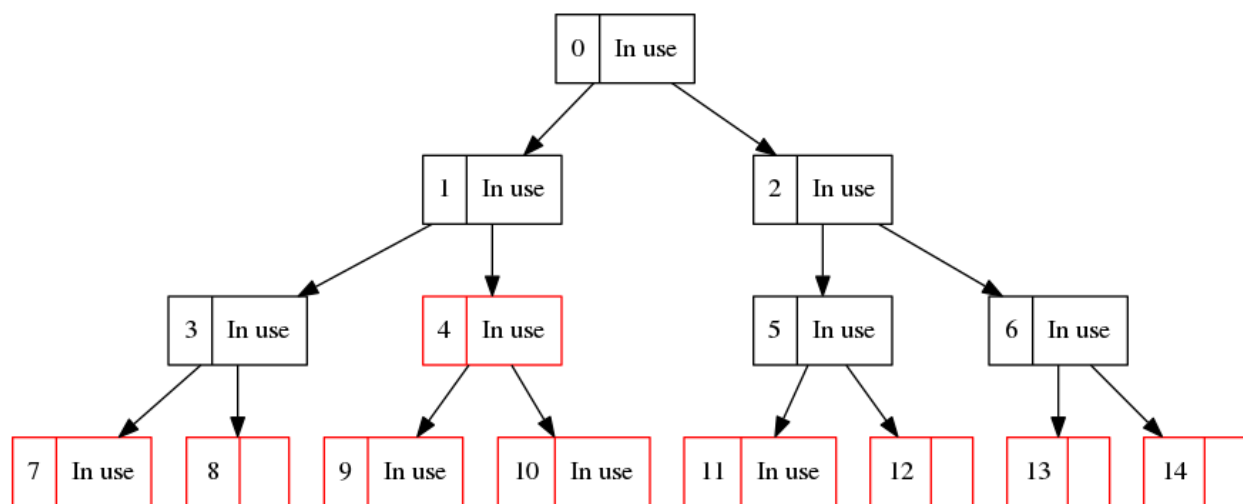 0 In use
1 In use
2 In use
3 In use
4 In use
5 In use
6 In use
7 In use
8
9 In use
10 In use
11 In use
12
13
14